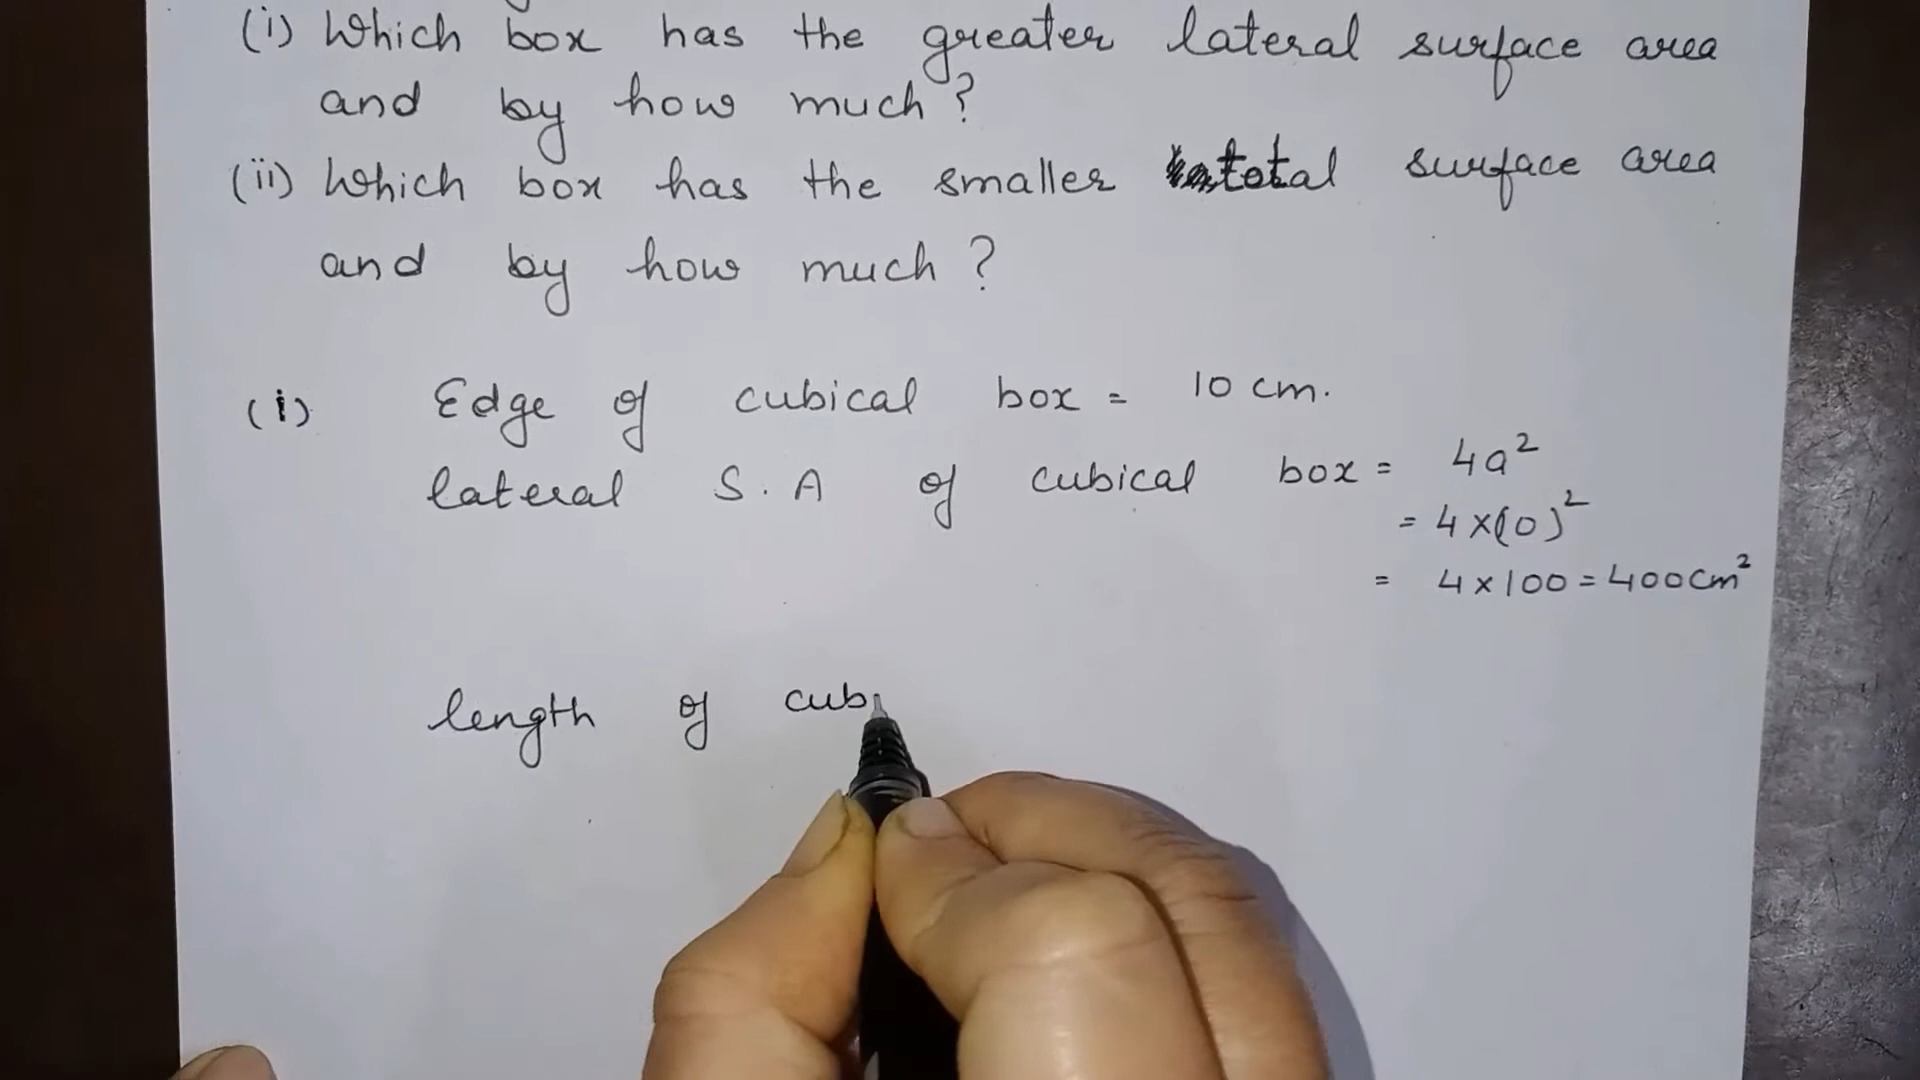 (i) Which box has the greater lateral surface area
and by how much?
(ii) Which box has the smaller total surface area
and by how much?
(i) Edge of cubical box = 10 cm.
lateral S.A of cubical box = 4a²
= 4×(0)²
= 4×100=400cm²
length of cub